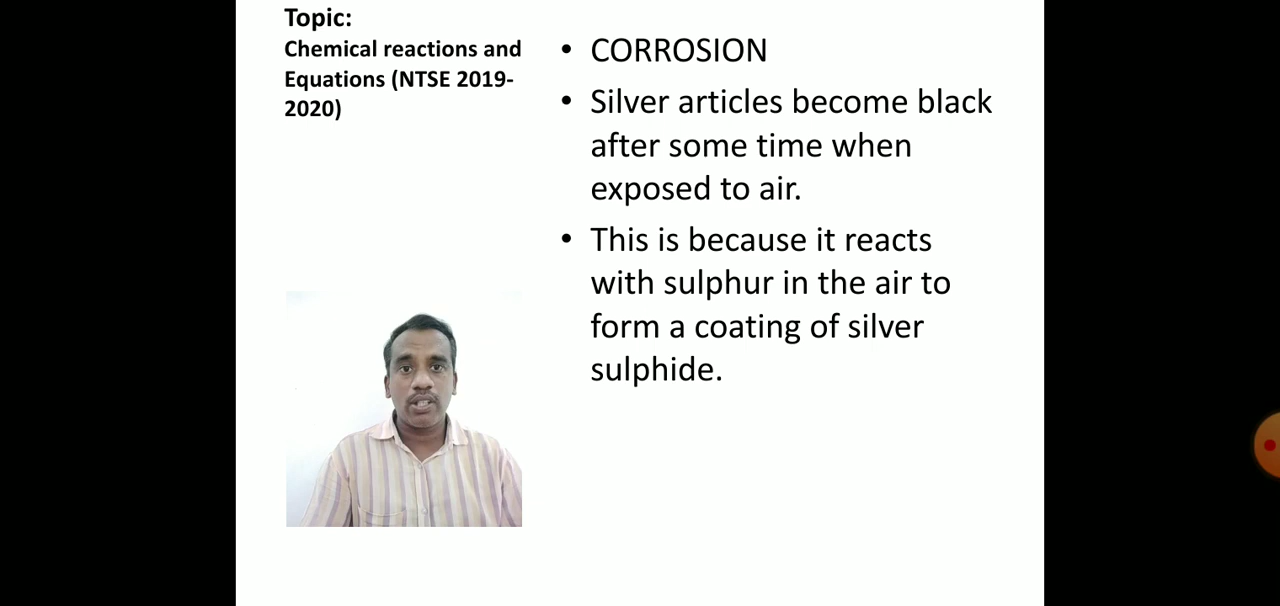 Topic:
Chemical reactions and
Equations (NTSE 2019-
2020)
• CORROSION
• Silver articles become black
after some time when
exposed to air.
• This is because it reacts
with sulphur in the air to
form a coating of silver
sulphide.